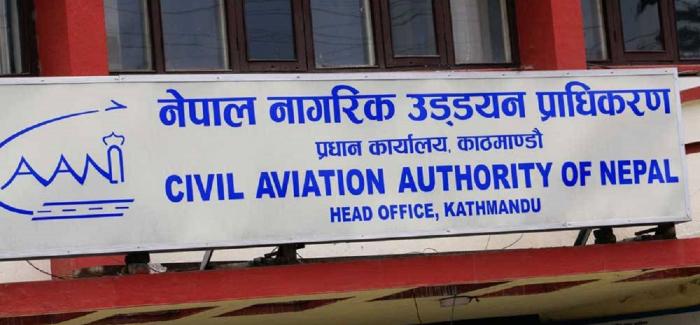 नेपाल नागरिक उड्डयन प्राधिकरण
प्रधान कार्यालय, काठमाण्डौ
CIVIL AVIATION AUTHORITY OF NEPAL
HEAD OFFICE, KATHMANDU